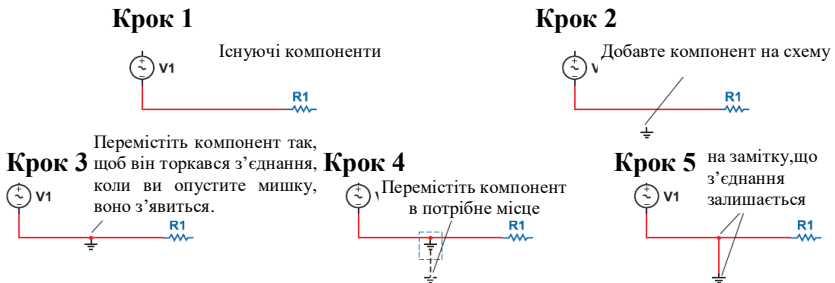 Крок 1
Існуючі компоненти
V1
R1
Крок 2
Добавте компонент на схему
V
R1
Крок 3
Перемістіть компонент так,
щоб він торкався з’єднання,
коли ви опустите мишку,
воно з’явиться.
V1
R1
Крок 4
Перемістіть компонент
в потрібне місце
R1
Крок 5
на замітку,що
з’єднання
залишається
V1
R1